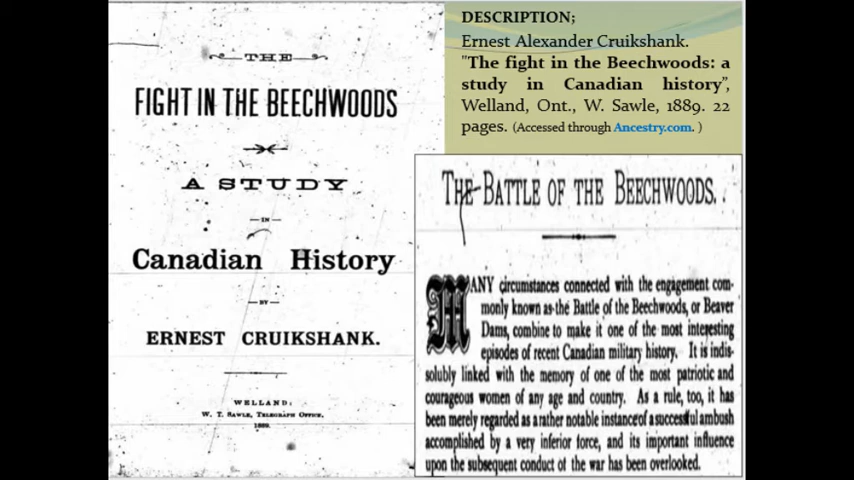 THE
FIGHT IN THE BEECHWOODS
A STUDY
IN
Canadian History
BY
ERNEST CRUIKSHANK.
WELLAND:
W. T. SAWLE, TELEGRAPH OFFICE,
1889.
DESCRIPTION;
Ernest Alexander Cruikshank.
"The fight in the Beechwoods: a
study in Canadian history”,
Welland, Ont., W. Sawle, 1889. 22
pages. (Accessed through Ancestry.com. )
THE BATTLE OF THE BEECHWOODS.
MANY circumstances connected with the engagement com-
monly known as the Battle of the Beechwoods, or Beaver
Dams, combine to make it one of the most interesting
episodes of recent Canadian military history. It is indis-
solubly linked with the memory of one of the most patriotic and
courageous women of any age and country. As a rule, too, it has
been merely regarded as a rather notable instance of a successful ambush
accomplished by a very inferior force, and its important influence
upon the subsequent conduct of the war has been overlooked.